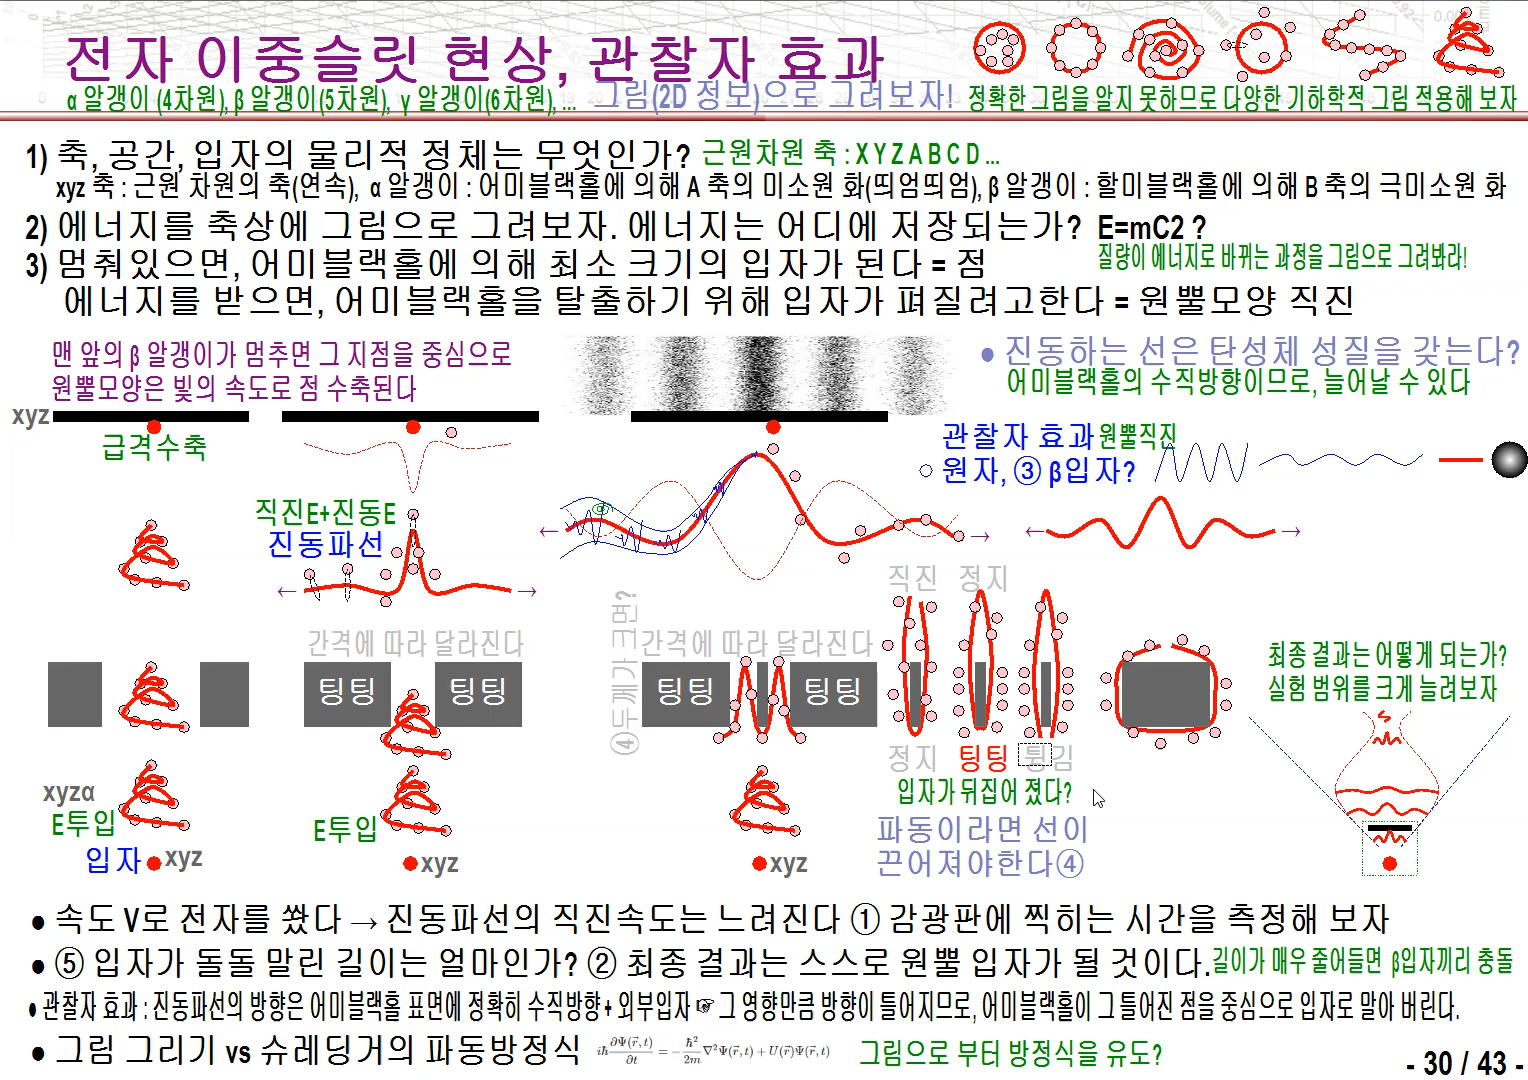 전자 이중슬릿 현상, 관찰자 효과
α 알갱이 (4차원), β 알갱이(5차원), γ 알갱이(6차원), ... 그림(2D 정보)으로 그려보자! 정확한 그림을 알지 못하므로 다양한 기하학적 그림 적용해 보자
1) 축, 공간, 입자의 물리적 정체는 무엇인가? 근원차원 축 : X Y Z A B C D ...
xyz 축 : 근원 차원의 축(연속), α 알갱이 : 어미블랙홀에 의해 A 축의 미소원 화(띄엄띄엄), β 알갱이 : 할미블랙홀에 의해 B 축의 극미소원 화
2) 에너지를 축상에 그림으로 그려보자. 에너지는 어디에 저장되는가? E=mC2 ?
질량이 에너지로 바뀌는 과정을 그림으로 그려봐라!
3) 멈춰있으면, 어미블랙홀에 의해 최소 크기의 입자가 된다 = 점
에너지를 받으면, 어미블랙홀을 탈출하기 위해 입자가 펴질려고한다 = 원뿔모양 직진
맨 앞의 β 알갱이가 멈추면 그 지점을 중심으로
원뿔모양은 빛의 속도로 점 수축된다
● 진동하는 선은 탄성체 성질을 갖는다?
어미블랙홀의 수직방향이므로, 늘어날 수 있다
xyz
급격수축
관찰자 효과 원뿔직진
원자, ③ β입자?
@
직진E+진동E
진동파선
← →
← →
← →
직진 정지
간격에 따라 달라진다
④두께가 크면?
간격에 따라 달라진다
팅팅 팅팅
팅팅 팅팅
최종 결과는 어떻게 되는가?
실험 범위를 크게 늘려보자
정지 팅팅 튕김
입자가 뒤집어 졌다?
파동이라면 선이
끊어져야한다④
xyzα
E투입
입자 xyz
E투입
xyz
xyz
● 속도 V로 전자를 쐈다 → 진동파선의 직진속도는 느려진다 ① 감광판에 찍히는 시간을 측정해 보자
● ⑤ 입자가 돌돌 말린 길이는 얼마인가? ② 최종 결과는 스스로 원뿔 입자가 될 것이다. 길이가 매우 줄어들면 β입자끼리 충돌
● 관찰자 효과 : 진동파선의 방향은 어미블랙홀 표면에 정확히 수직방향 + 외부입자 ☞ 그 영향만큼 방향이 틀어지므로, 어미블랙홀이 그 틀어진 점을 중심으로 입자로 말아 버린다.
● 그림 그리기 vs 슈레딩거의 파동방정식 iħ ∂Ψ(r⃗,t)/∂t = −ħ²/2m ∇²Ψ(r⃗,t) + U(r⃗)Ψ(r⃗,t) 그림으로 부터 방정식을 유도?
- 30 / 43 -